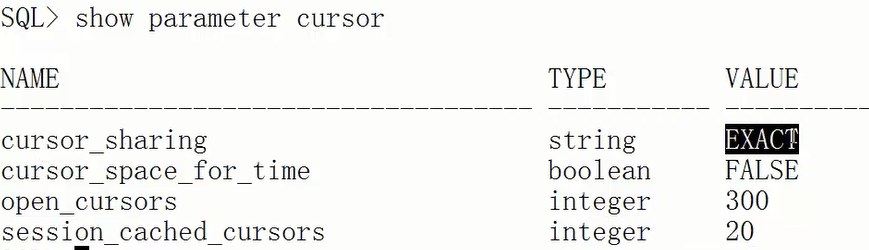 SQL> show parameter cursor
NAME TYPE VALUE
------------------------------------ ----------- ----------
cursor_sharing string EXACT
cursor_space_for_time boolean FALSE
open_cursors integer 300
session_cached_cursors integer 20